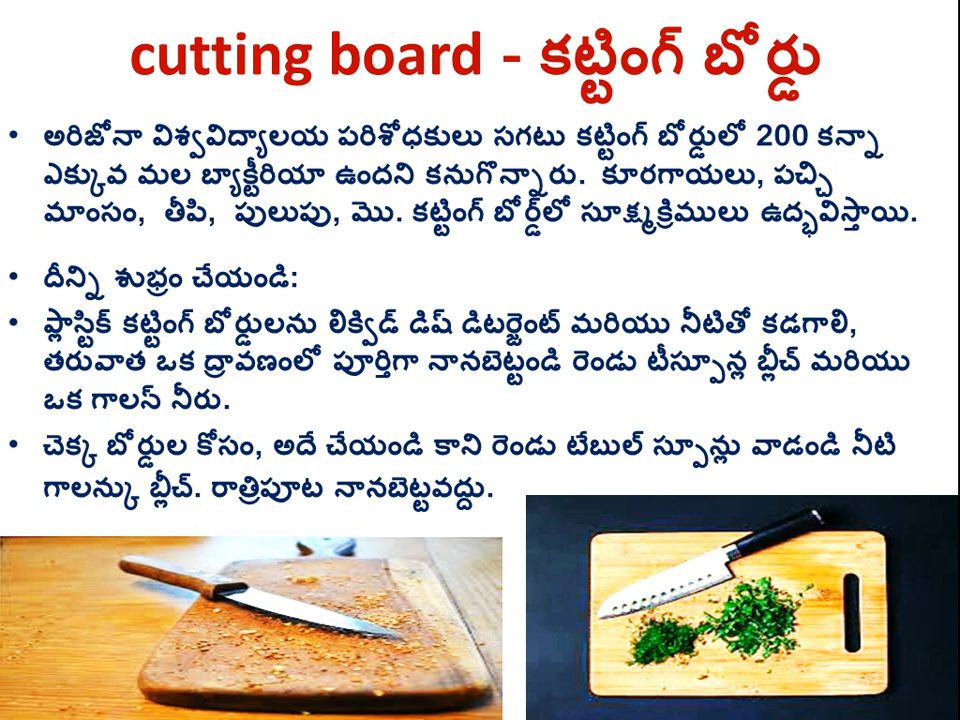 cutting board - కట్టింగ్ బోర్డు
• అరిజోనా విశ్వవిద్యాలయ పరిశోధకులు సగటు కట్టింగ్ బోర్డులో 200 కన్నా
ఎక్కువ మల బ్యాక్టీరియా ఉందని కనుగొన్నారు. కూరగాయలు, పచ్చి
మాంసం, తీపి, పులుపు, మొ. కట్టింగ్ బోర్డ్‌లో సూక్ష్మక్రిములు ఉద్భవిస్తాయి.
• దీన్ని శుభ్రం చేయండి:
• ప్లాస్టిక్ కట్టింగ్ బోర్డులను లిక్విడ్ డిష్ డిటర్జెంట్ మరియు నీటితో కడగాలి,
తరువాత ఒక ద్రావణంలో పూర్తిగా నానబెట్టండి రెండు టీస్పూన్ల బ్లీచ్ మరియు
ఒక గాలన్ నీరు.
• చెక్క బోర్డుల కోసం, అదే చేయండి కాని రెండు టేబుల్ స్పూన్లు వాడండి నీటి
గాలన్కు బ్లీచ్. రాత్రిపూట నానబెట్టవద్దు.